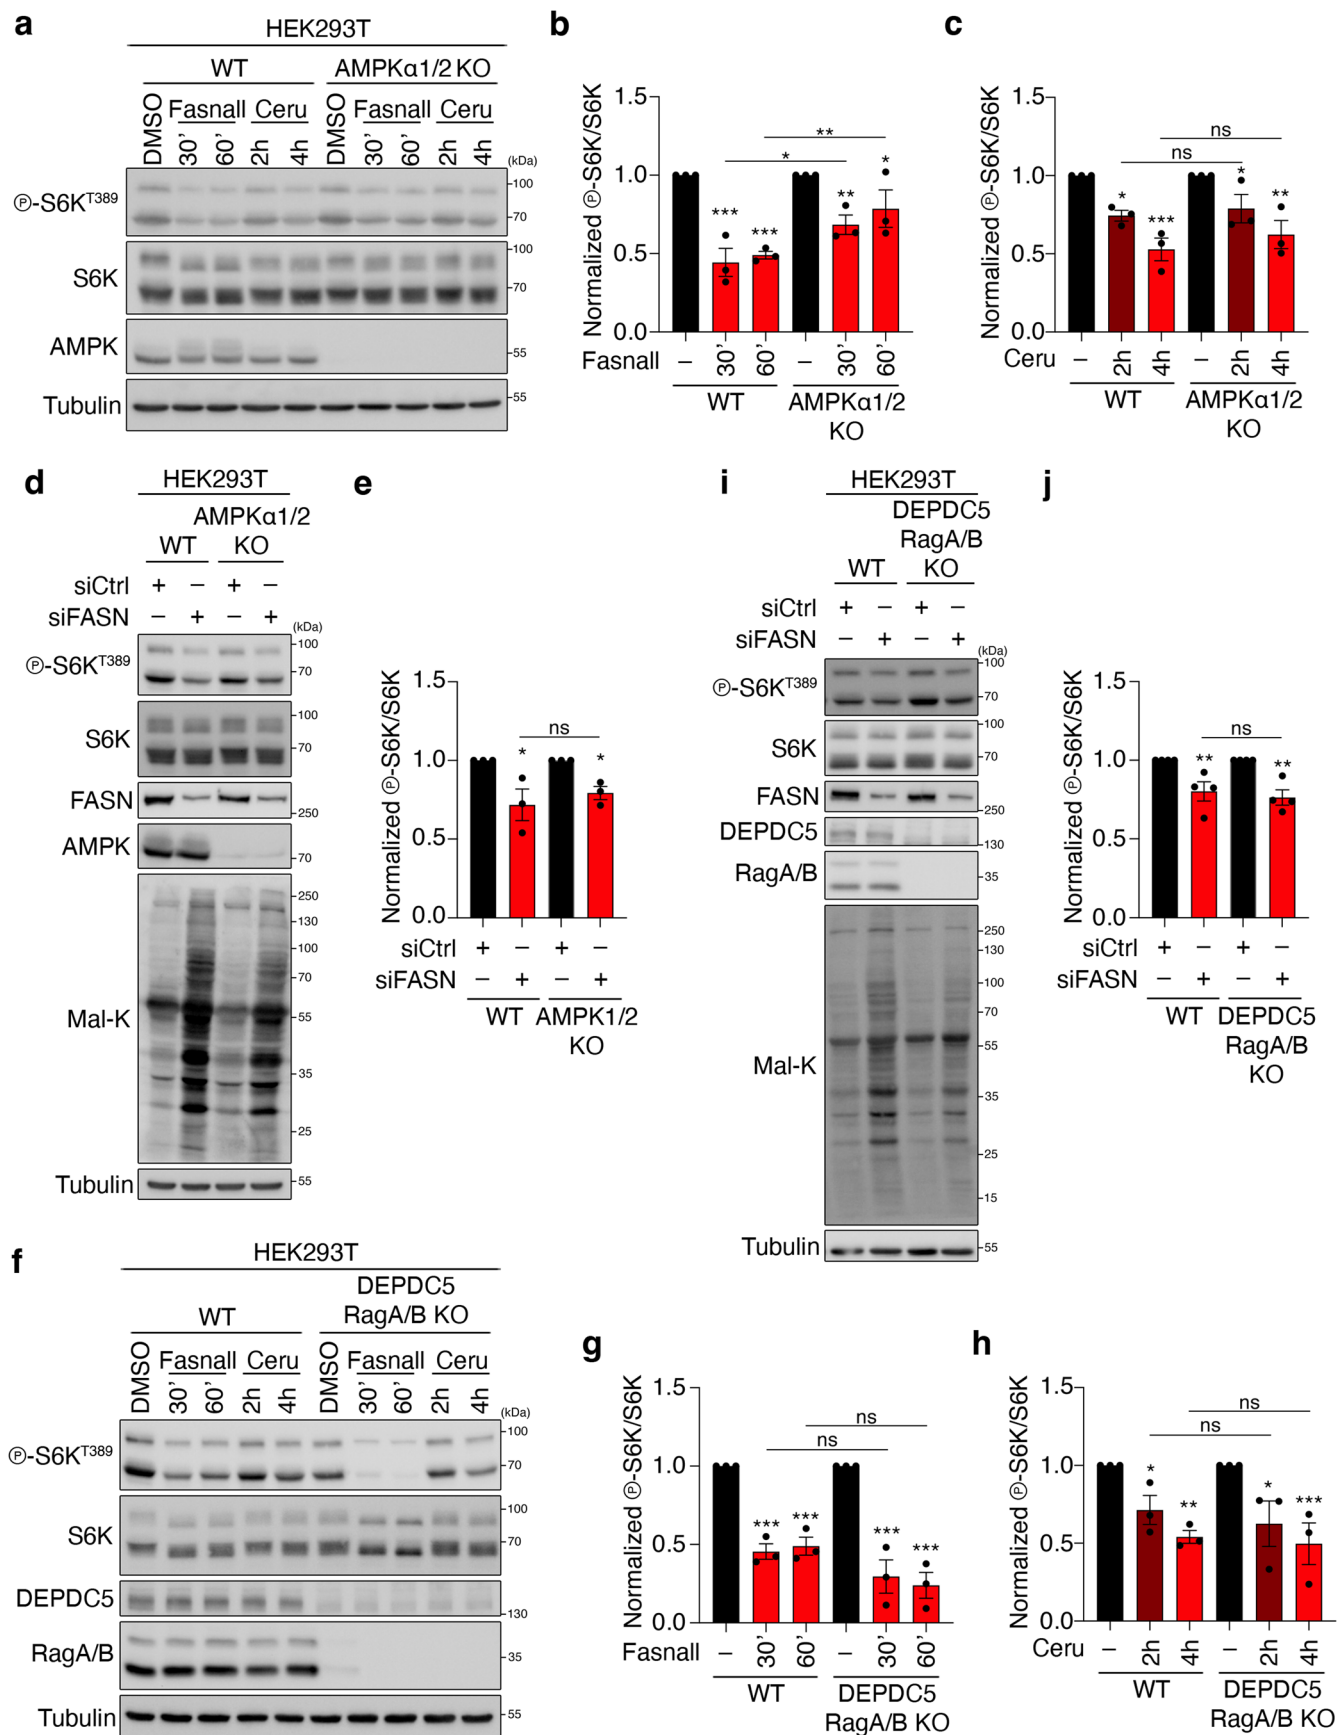 a
HEK293T
WT AMPKα1/2 KO
DMSO Fasnall Ceru DMSO Fasnall Ceru
30' 60' 2h 4h 30' 60' 2h 4h
(kDa)
Ⓟ-S6K^T389
100
70
S6K
100
70
AMPK
55
Tubulin
55
b
Normalized Ⓟ-S6K/S6K
1.5
1.0
0.5
0.0
*** *** ** *
* **
Fasnall – 30' 60' – 30' 60'
WT AMPKα1/2
KO
c
Normalized Ⓟ-S6K/S6K
1.5
1.0
0.5
0.0
* *** * **
ns ns
Ceru – 2h 4h – 2h 4h
WT AMPKα1/2
KO
d
HEK293T
AMPKα1/2
WT KO
siCtrl + – + –
siFASN – + – +
(kDa)
Ⓟ-S6K^T389
100
70
S6K
100
70
FASN
250
AMPK
70
Mal-K
250
130
100
70
55
35
25
Tubulin
55
e
Normalized Ⓟ-S6K/S6K
1.5
1.0
0.5
0.0
ns
* *
siCtrl + – + –
siFASN – + – +
WT AMPK1/2
KO
i
HEK293T
DEPDC5
RagA/B
WT KO
siCtrl + – + –
siFASN – + – +
(kDa)
Ⓟ-S6K^T389
100
70
S6K
100
70
FASN
250
DEPDC5
130
RagA/B
35
Mal-K
250
130
100
70
55
35
25
15
Tubulin
55
j
Normalized Ⓟ-S6K/S6K
1.5
1.0
0.5
0.0
ns
** **
siCtrl + – + –
siFASN – + – +
WT DEPDC5
RagA/B
KO
f
HEK293T
DEPDC5
WT RagA/B KO
DMSO Fasnall Ceru DMSO Fasnall Ceru
30' 60' 2h 4h 30' 60' 2h 4h
(kDa)
Ⓟ-S6K^T389
100
70
S6K
100
70
DEPDC5
130
RagA/B
35
Tubulin
55
g
Normalized Ⓟ-S6K/S6K
1.5
1.0
0.5
0.0
ns
ns
*** *** *** ***
Fasnall – 30' 60' – 30' 60'
WT DEPDC5
RagA/B KO
h
Normalized Ⓟ-S6K/S6K
1.5
1.0
0.5
0.0
ns
ns
* ** * ***
Ceru – 2h 4h – 2h 4h
WT DEPDC5
RagA/B KO